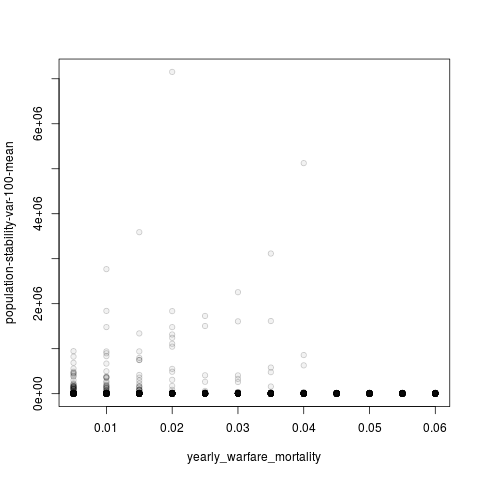 population-stability-var-100-mean
6e+06
4e+06
2e+06
0e+00
0.01 0.02 0.03 0.04 0.05 0.06
yearly_warfare_mortality